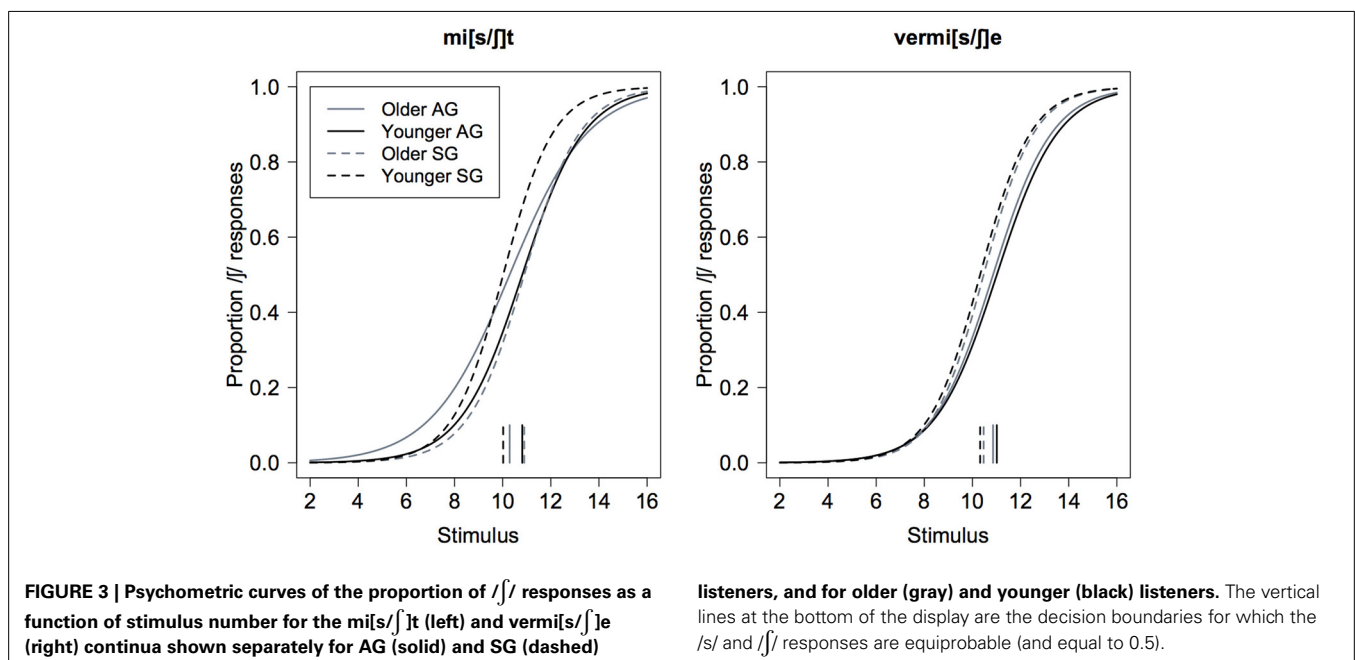 mi[s/ʃ]t
vermi[s/ʃ]e
Proportion /ʃ/ responses
1.0
0.8
0.6
0.4
0.2
0.0
Older AG
Younger AG
Older SG
Younger SG
2 4 6 8 10 12 14 16
Stimulus
Proportion /ʃ/ responses
1.0
0.8
0.6
0.4
0.2
0.0
2 4 6 8 10 12 14 16
Stimulus
FIGURE 3 | Psychometric curves of the proportion of /ʃ/ responses as a
function of stimulus number for the mi[s/ʃ]t (left) and vermi[s/ʃ]e
(right) continua shown separately for AG (solid) and SG (dashed)
listeners, and for older (gray) and younger (black) listeners. The vertical
lines at the bottom of the display are the decision boundaries for which the
/s/ and /ʃ/ responses are equiprobable (and equal to 0.5).